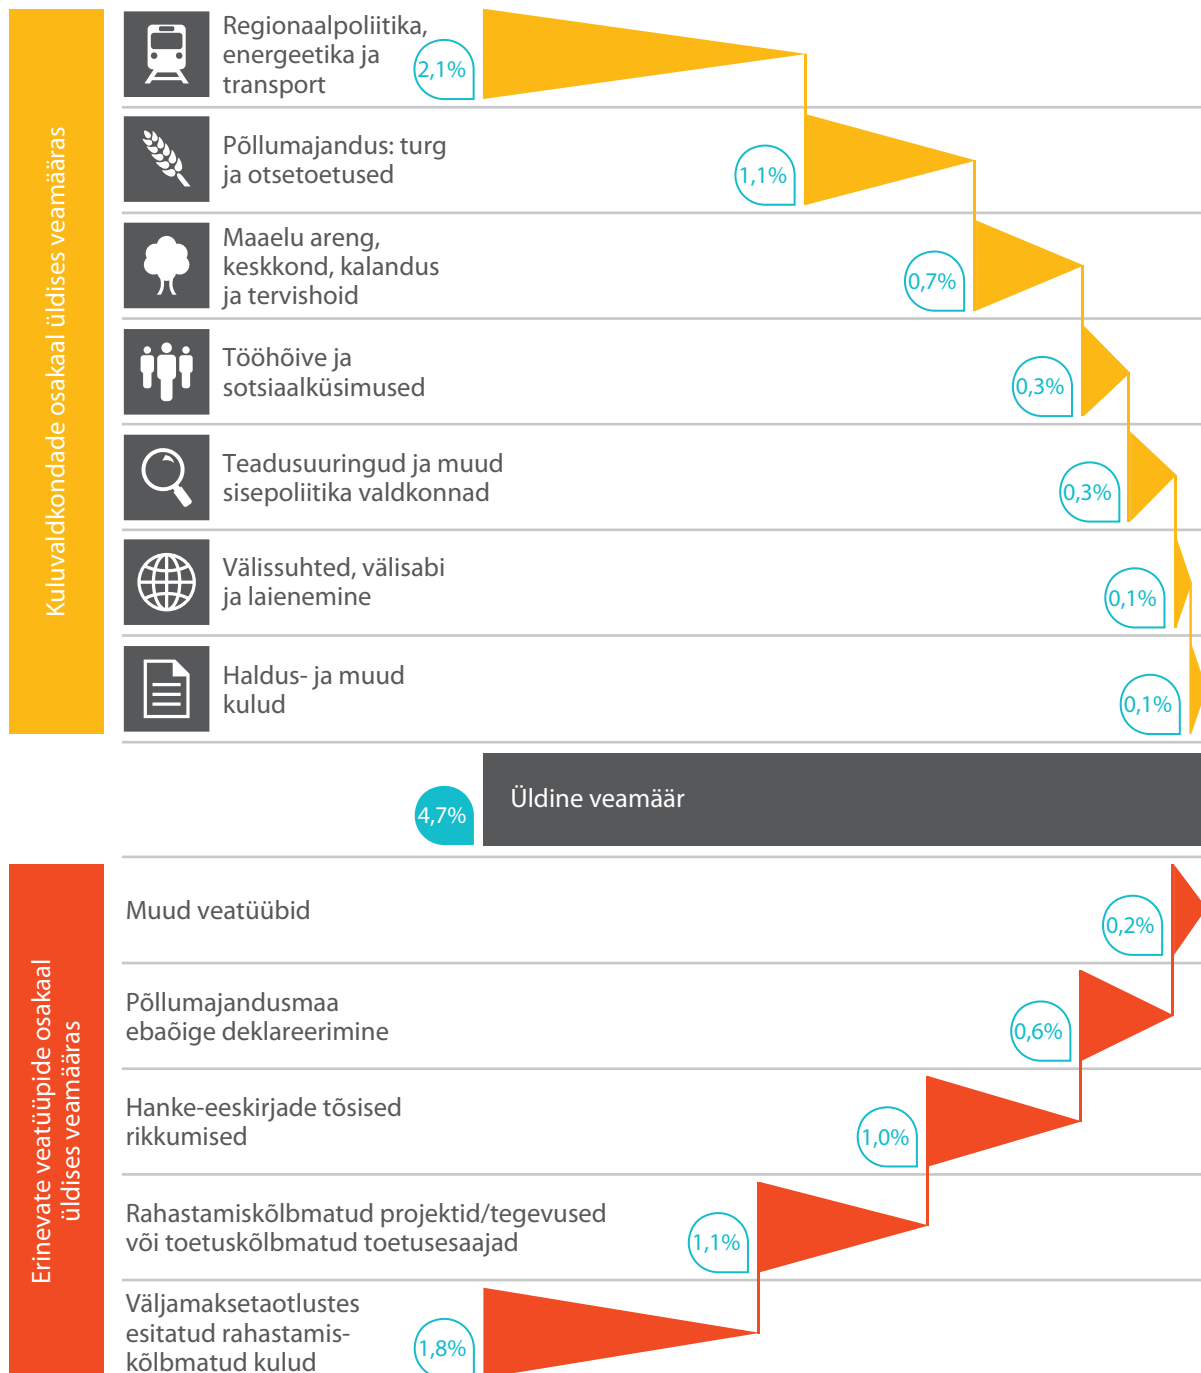 Kuluvaldkondade osakaal üldises veamääras
Regionaalpoliitika,
energeetika ja
transport
2,1%
Põllumajandus: turg
ja otsetoetused
1,1%
Maaelu areng,
keskkond, kalandus
ja tervishoid
0,7%
Tööhõive ja
sotsiaalküsimused
0,3%
Teadusuuringud ja muud
sisepoliitika valdkonnad
0,3%
Välissuhted, välisabi
ja laienemine
0,1%
Haldus- ja muud
kulud
0,1%
4,7%
Üldine veamäär
Erinevate veatüüpide osakaal
üldises veamääras
Muud veatüübid
0,2%
Põllumajandusmaa
ebaõige deklareerimine
0,6%
Hanke-eeskirjade tõsised
rikkumised
1,0%
Rahastamiskõlbmatud projektid/tegevused
või toetuskõlbmatud toetusesaajad
1,1%
Väljamaksetaotlustes
esitatud rahastamis-
kõlbmatud kulud
1,8%